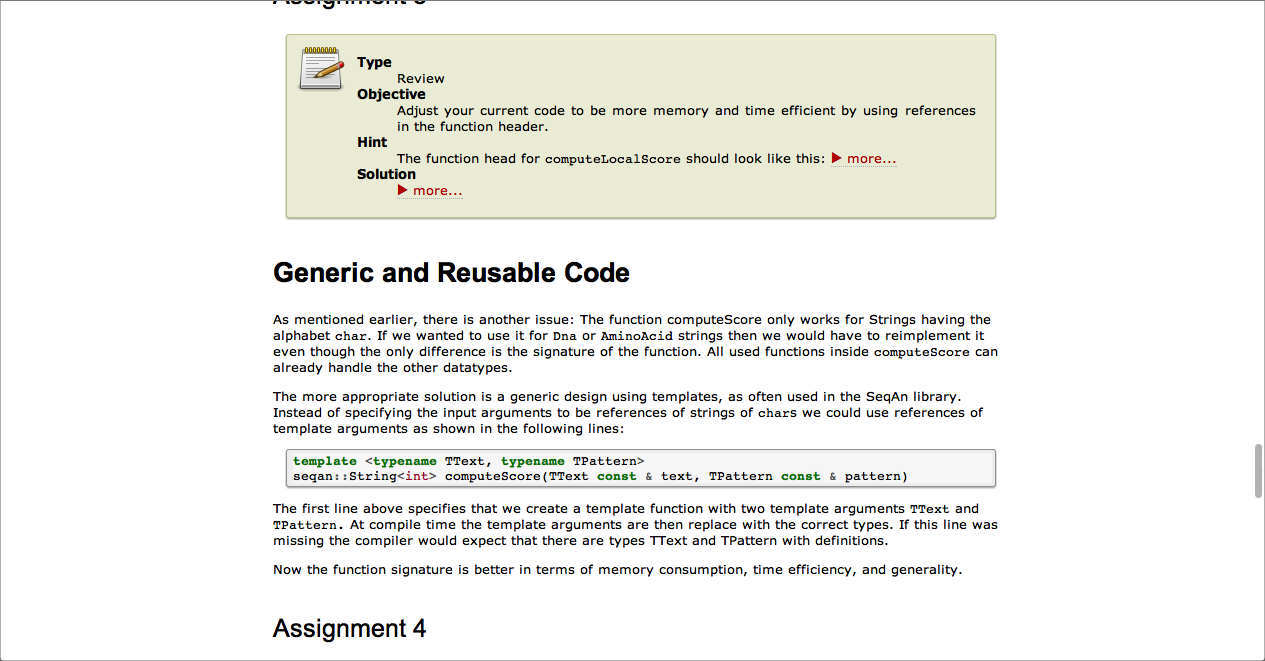 Assignment
Type
Review
Objective
Adjust your current code to be more memory and time efficient by using references
in the function header.
Hint
The function head for computeLocalScore should look like this: ▶ more...
Solution
▶ more...
Generic and Reusable Code
As mentioned earlier, there is another issue: The function computeScore only works for Strings having the
alphabet char. If we wanted to use it for Dna or AminoAcid strings then we would have to reimplement it
even though the only difference is the signature of the function. All used functions inside computeScore can
already handle the other datatypes.
The more appropriate solution is a generic design using templates, as often used in the SeqAn library.
Instead of specifying the input arguments to be references of strings of chars we could use references of
template arguments as shown in the following lines:
template <typename TText, typename TPattern>
seqan::String<int> computeScore(TText const & text, TPattern const & pattern)
The first line above specifies that we create a template function with two template arguments TText and
TPattern. At compile time the template arguments are then replace with the correct types. If this line was
missing the compiler would expect that there are types TText and TPattern with definitions.
Now the function signature is better in terms of memory consumption, time efficiency, and generality.
Assignment 4